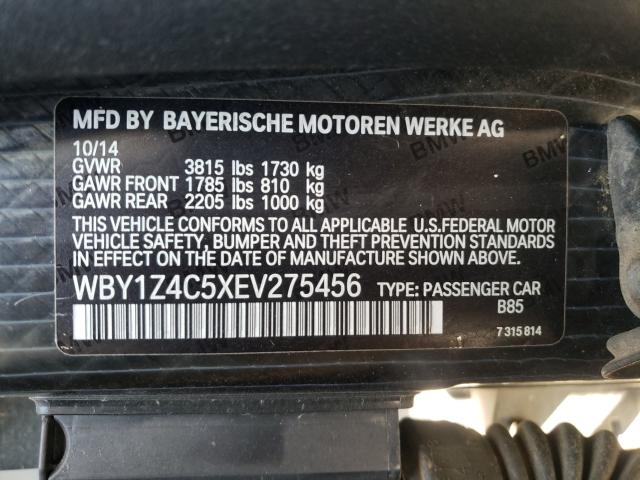 MFD BY BAYERISCHE MOTOREN WERKE AG
10/14
GVWR 3815 lbs 1730 kg
GAWR FRONT 1785 lbs 810 kg
GAWR REAR 2205 lbs 1000 kg
THIS VEHICLE CONFORMS TO ALL APPLICABLE U.S.FEDERAL MOTOR
VEHICLE SAFETY, BUMPER AND THEFT PREVENTION STANDARDS
IN EFFECT ON THE DATE OF MANUFACTURE SHOWN ABOVE.
WBY1Z4C5XEV275456 TYPE: PASSENGER CAR
B85
7 315 814